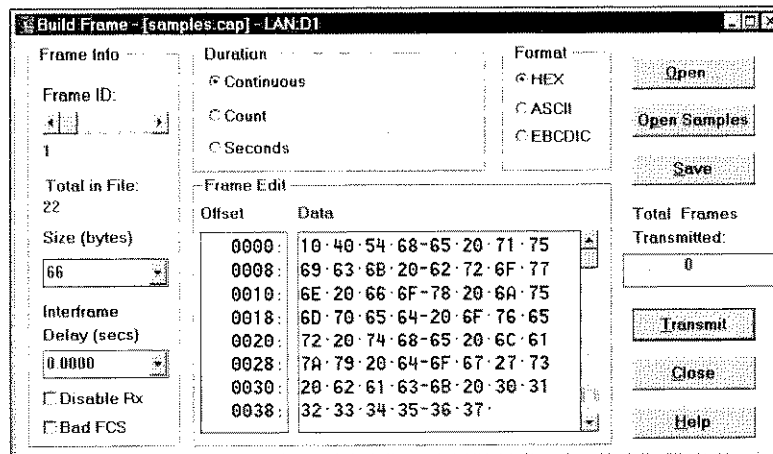 Build Frame - [samples.cap] - LAN:D1
Frame Info
Frame ID:
1
Total in File:
22
Size (bytes)
66
Interframe
Delay (secs)
0.0000
Disable Rx
Bad FCS
Duration
Continuous
Count
Seconds
Format
HEX
ASCII
EBCDIC
Frame Edit
Offset Data
0000: 10·40·54·68-65·20·71·75
0008: 69·63·6B·20-62·72·6F·77
0010: 6E·20·66·6F-78·20·6A·75
0018: 6D·70·65·64-20·6F·76·65
0020: 72·20·74·68-65·20·6C·61
0028: 7A·79·20·64-6F·67·27·73
0030: 20·62·61·63-6B·20·30·31
0038: 32·33·34·35-36·37·
Open
Open Samples
Save
Total Frames
Transmitted:
0
Transmit
Close
Help